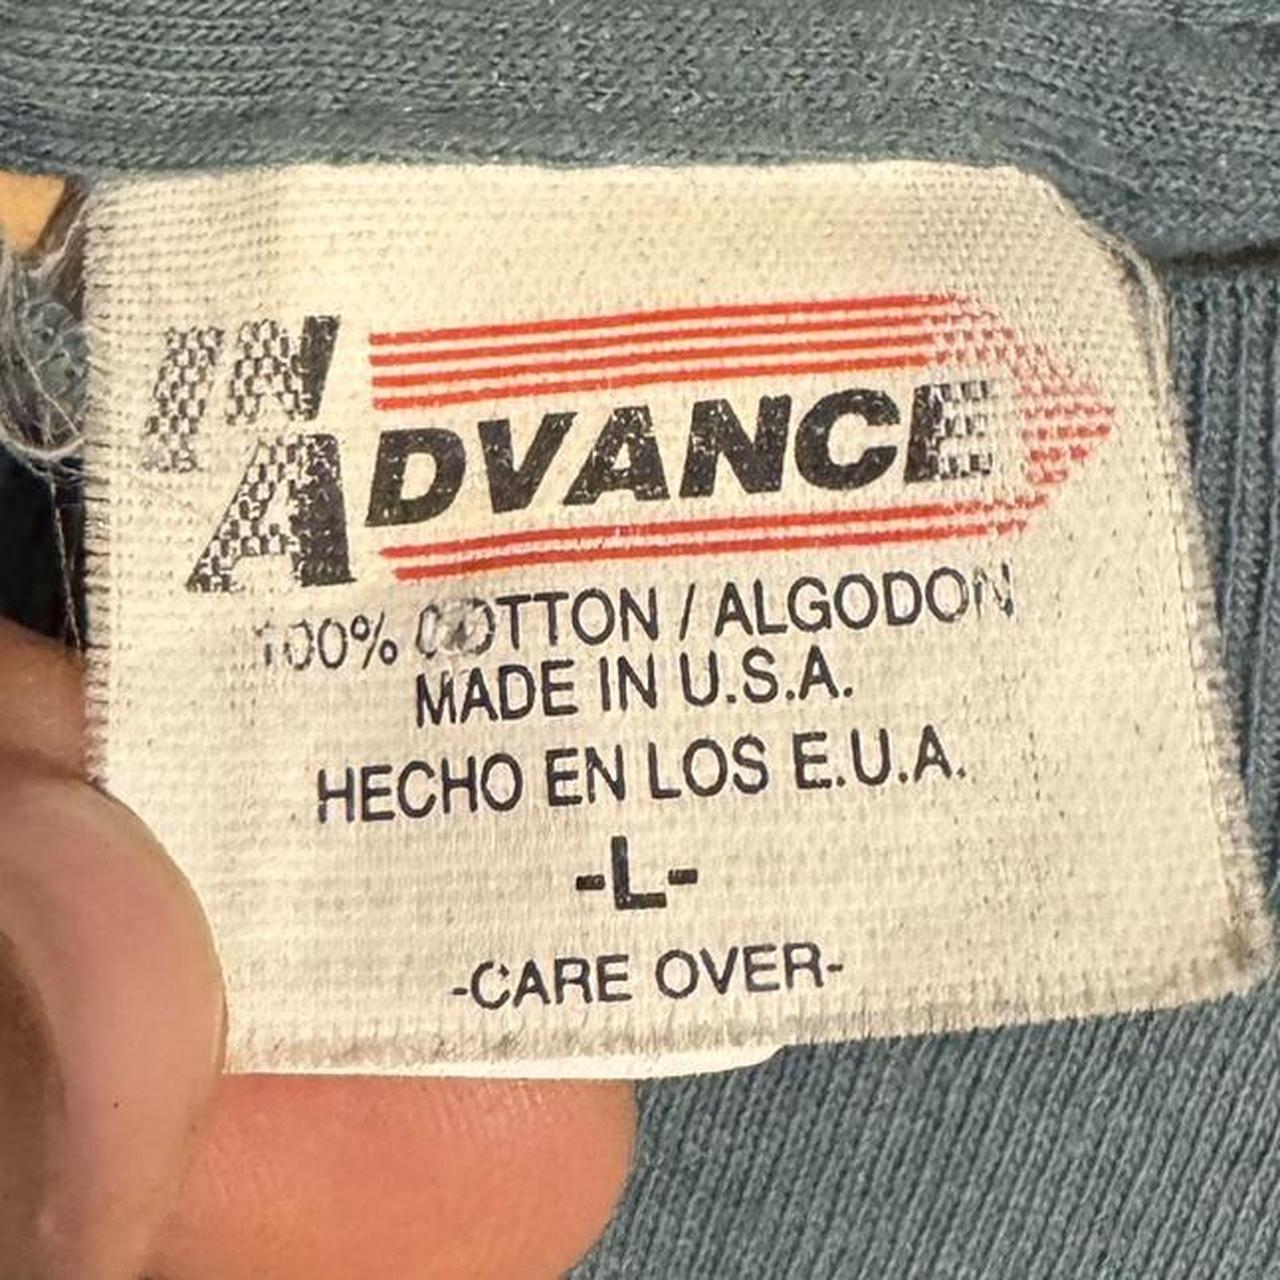 IN
ADVANCE
100% COTTON / ALGODON
MADE IN U.S.A.
HECHO EN LOS E.U.A.
-L-
-CARE OVER-